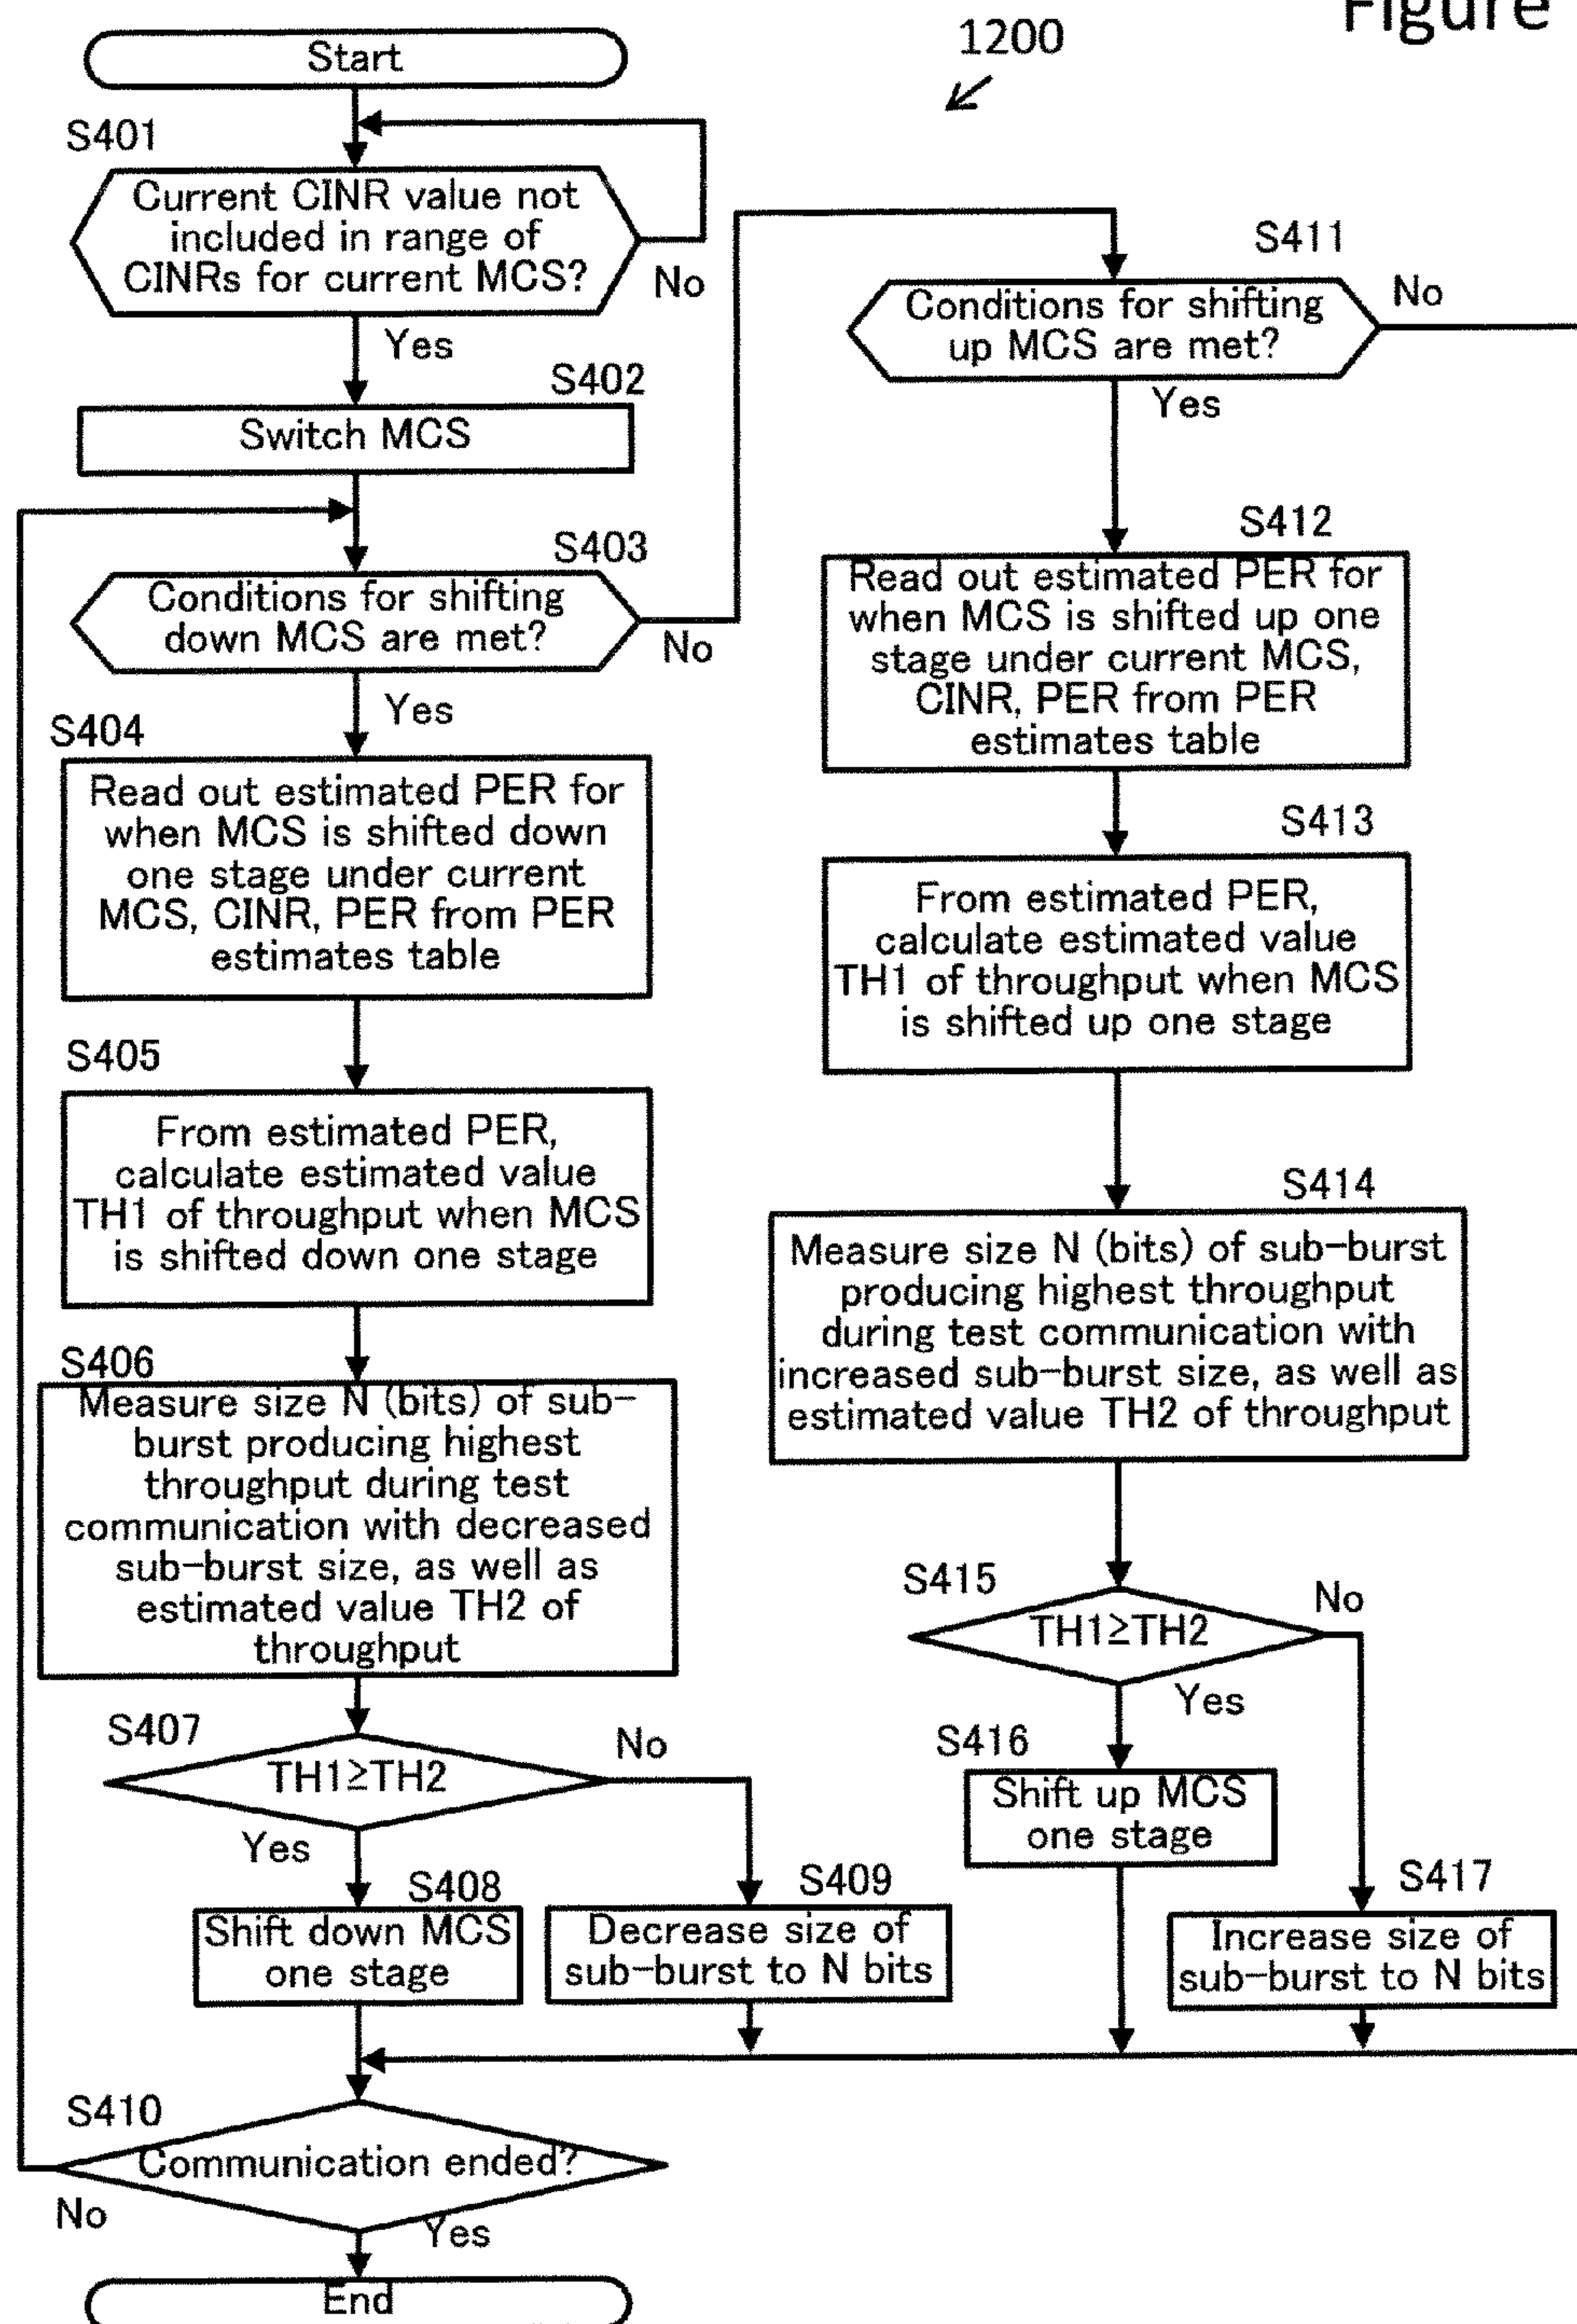 Figure
1200
Start
S401
Current CINR value not
included in range of
CINRs for current MCS?
No
Yes
S402
Switch MCS
S403
Conditions for shifting
down MCS are met?
No
Yes
S404
Read out estimated PER for
when MCS is shifted down
one stage under current
MCS, CINR, PER from PER
estimates table
S405
From estimated PER,
calculate estimated value
TH1 of throughput when MCS
is shifted down one stage
S406
Measure size N (bits) of sub-
burst producing highest
throughput during test
communication with decreased
sub-burst size, as well as
estimated value TH2 of
throughput
S407
TH1≥TH2
No
Yes
S408
Shift down MCS
one stage
S409
Decrease size of
sub-burst to N bits
S410
Communication ended?
No
Yes
End
S411
Conditions for shifting
up MCS are met?
No
Yes
S412
Read out estimated PER for
when MCS is shifted up one
stage under current MCS,
CINR, PER from PER
estimates table
S413
From estimated PER,
calculate estimated value
TH1 of throughput when MCS
is shifted up one stage
S414
Measure size N (bits) of sub-burst
producing highest throughput
during test communication with
increased sub-burst size, as well as
estimated value TH2 of throughput
S415
TH1≥TH2
No
Yes
S416
Shift up MCS
one stage
S417
Increase size of
sub-burst to N bits